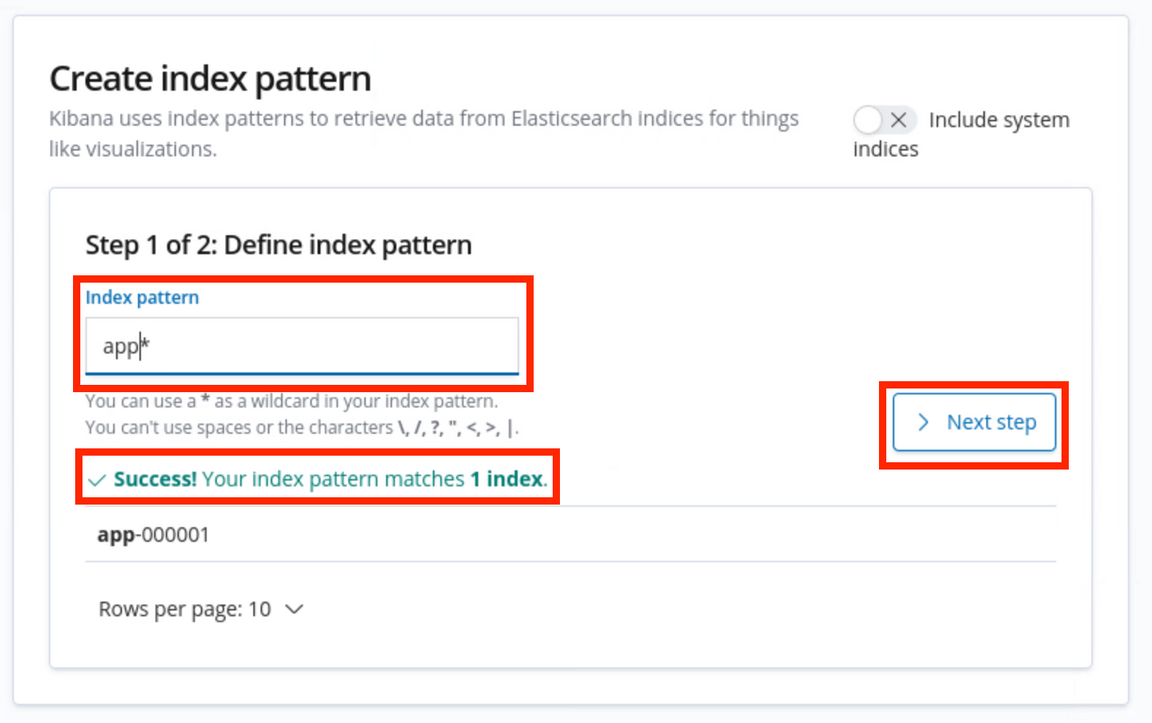 Create index pattern
Kibana uses index patterns to retrieve data from Elasticsearch indices for things
like visualizations.
Include system
indices
Step 1 of 2: Define index pattern
Index pattern
app*
You can use a * as a wildcard in your index pattern.
You can't use spaces or the characters \, /, ?, ", <, >, |.
Next step
Success! Your index pattern matches 1 index.
app-000001
Rows per page: 10